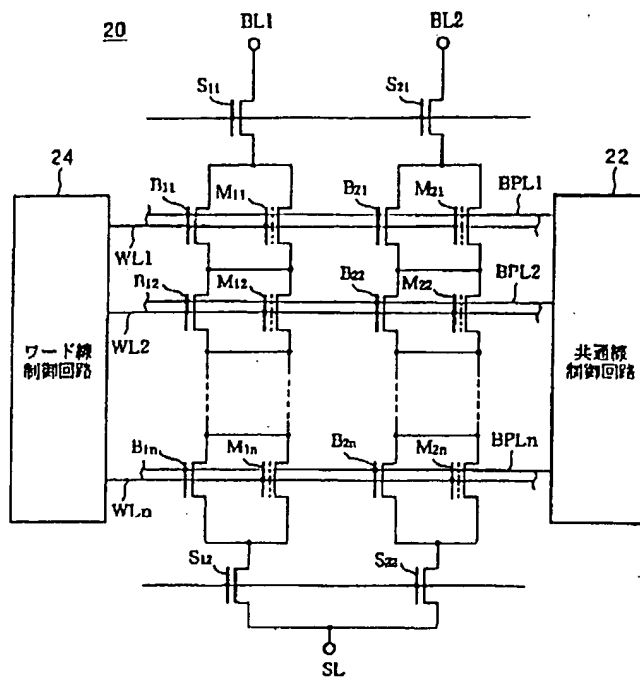 20
BL1
BL2
S11
S21
24
22
B11
M11
B21
M21
BPL1
WL1
B12
M12
B22
M22
BPL2
WL2
ワード線
制御回路
共通線
制御回路
B1n
M1n
B2n
M2n
BPLn
WLn
S12
S22
SL